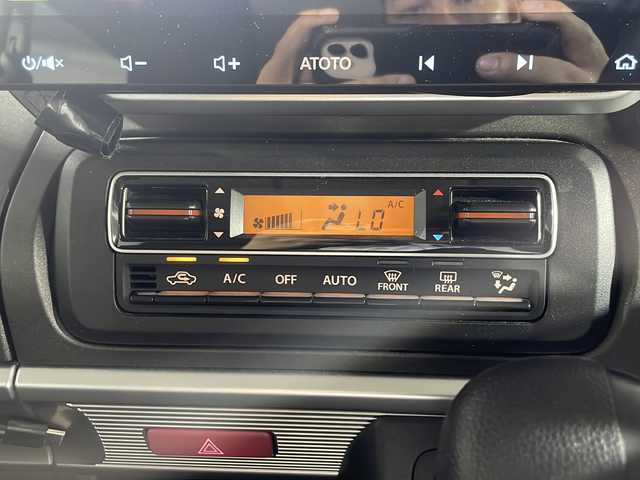 ATOTO
A/C
LO
A/C OFF AUTO FRONT REAR